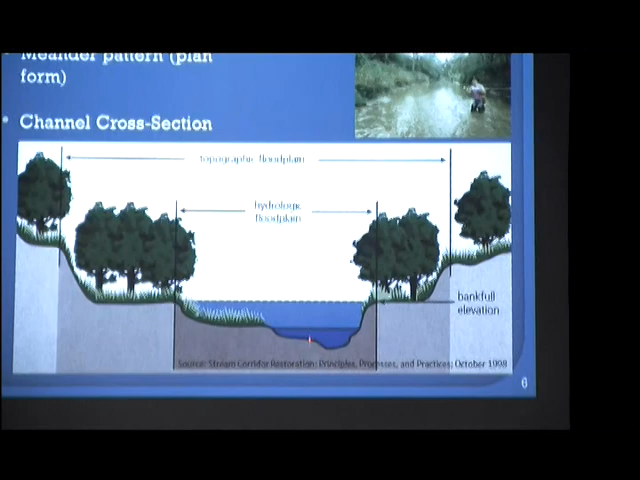 Meander pattern (plan
form)
• Channel Cross-Section
topographic floodplain
hydrologic
floodplain
bankfull
elevation
Source: Stream Corridor Restoration: Principles, Processes, and Practices; October 1998
6